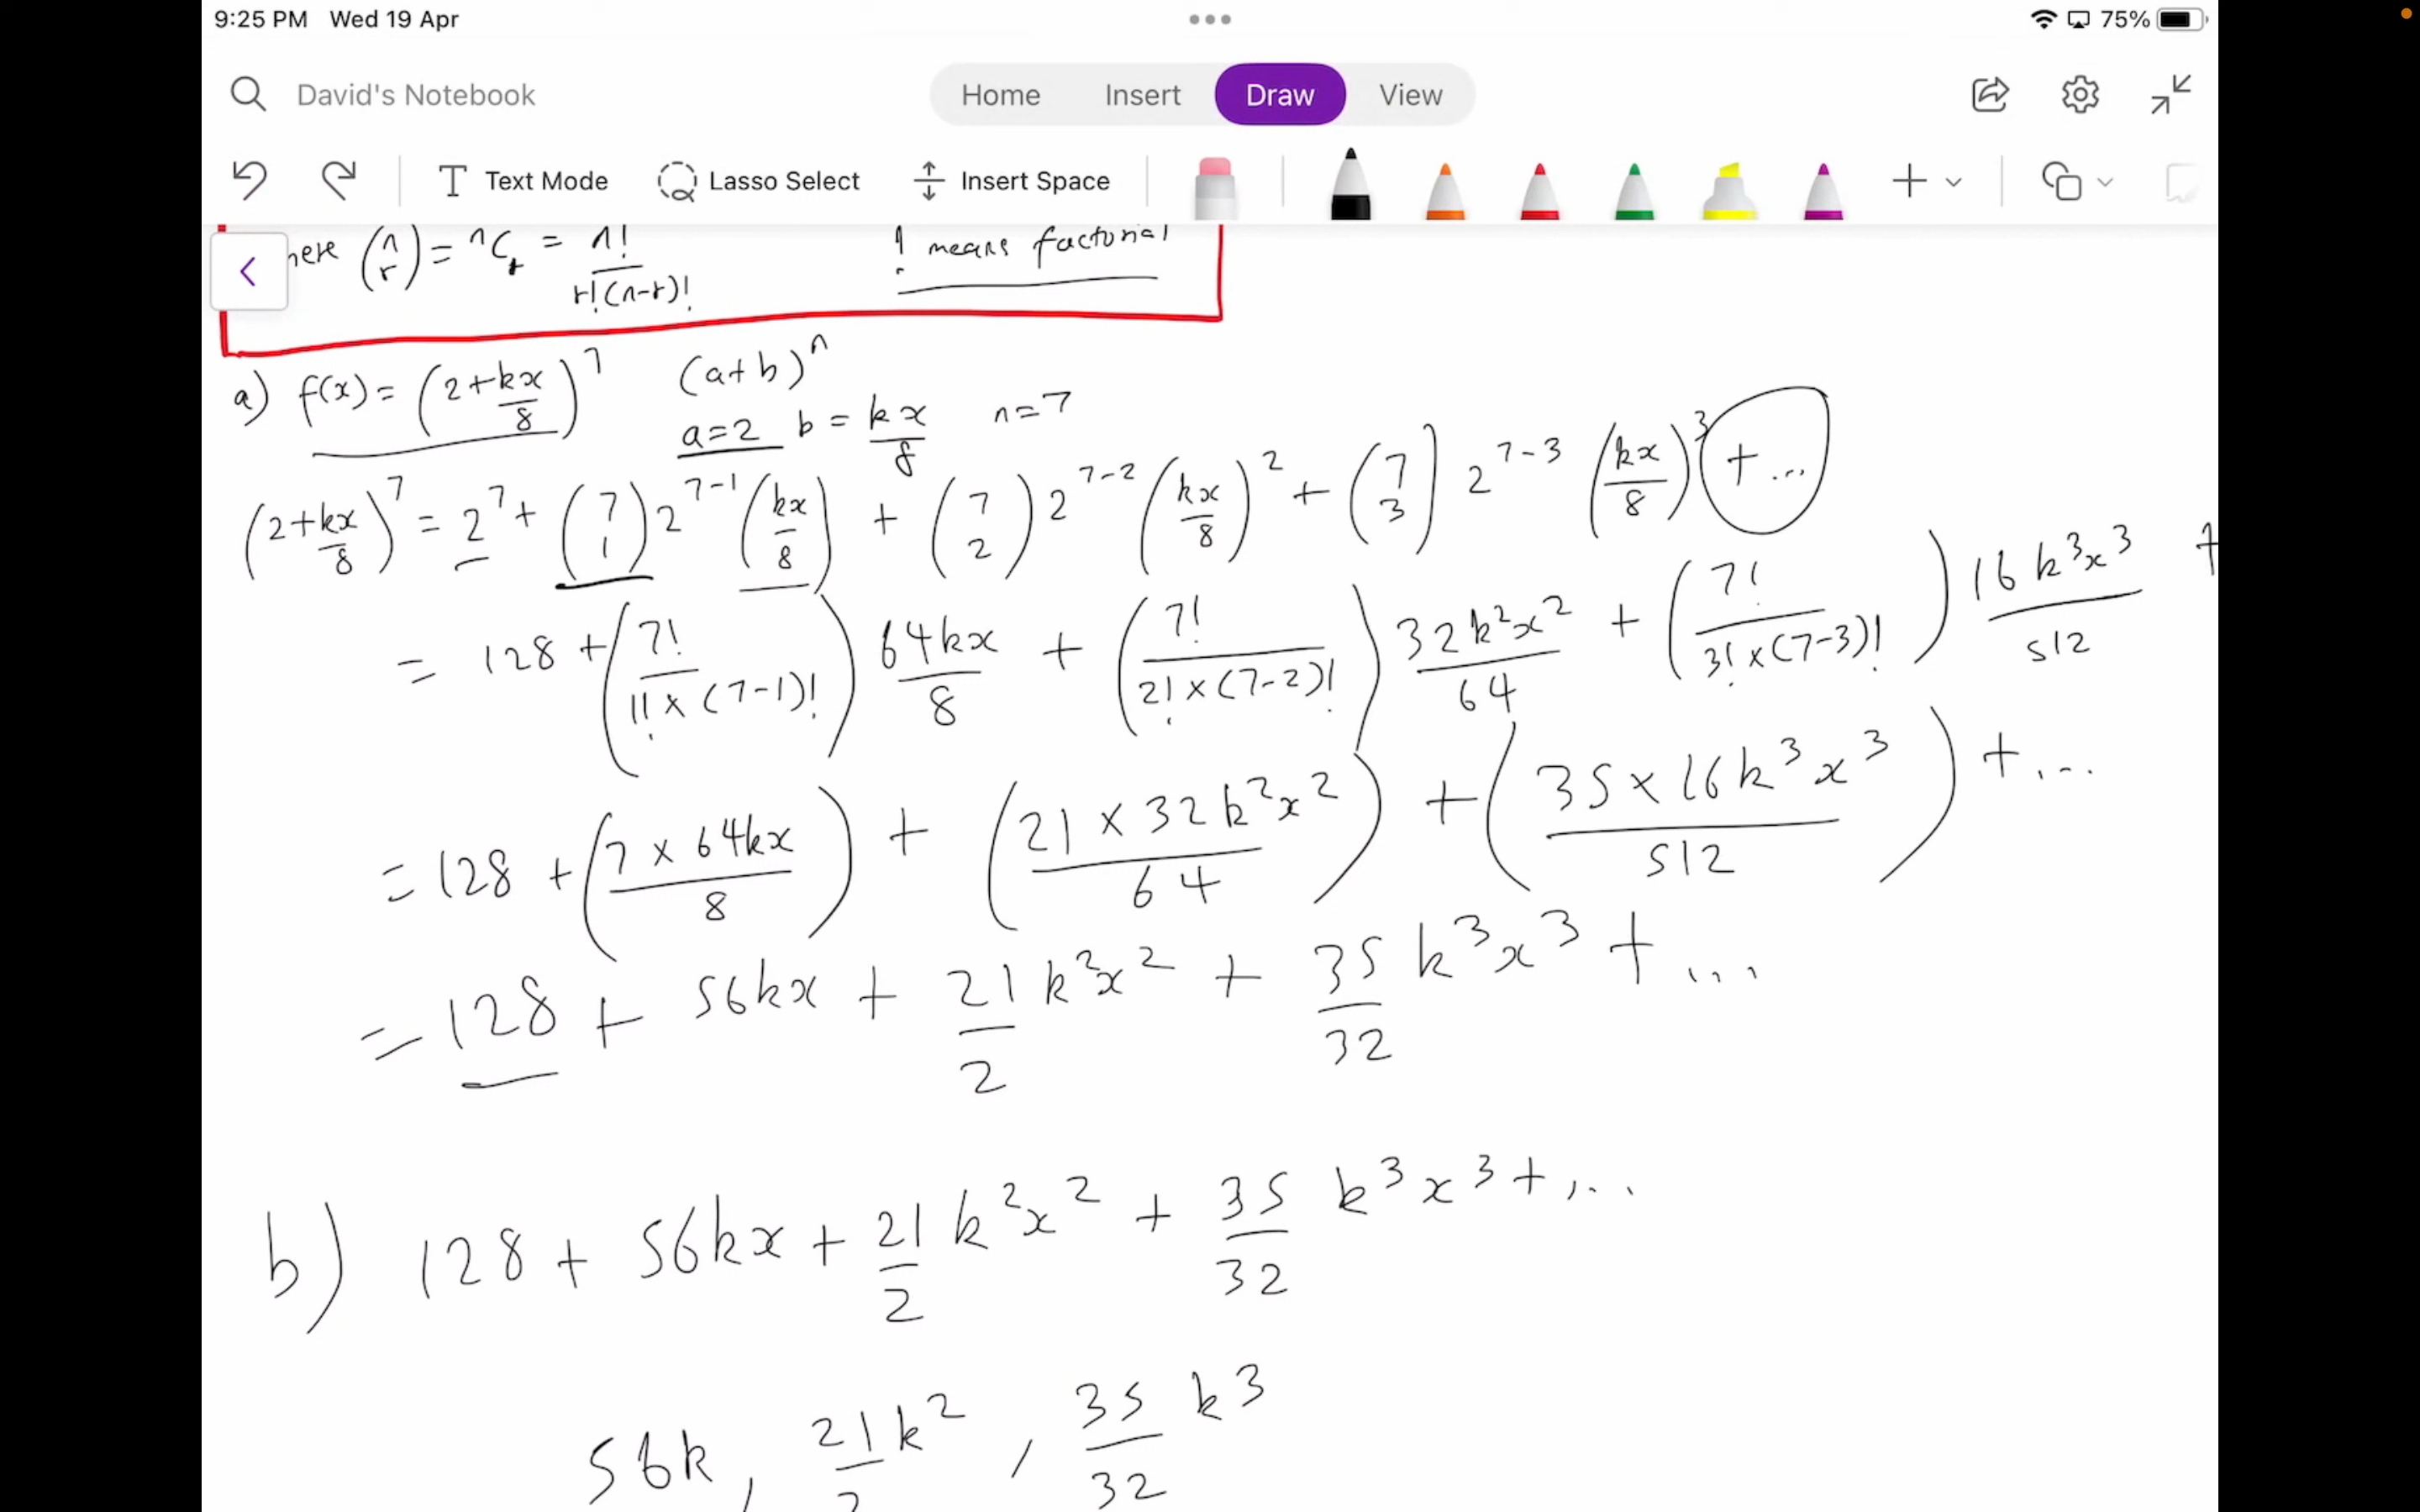 9:25 PM Wed 19 Apr 75%
David's Notebook Home Insert Draw View
Text Mode Lasso Select Insert Space
here (n r) = ⁿCᵣ = n!/r!(n-r)! ! means factorial
a) f(x) = (2+kx/8)⁷ (a+b)ⁿ
a=2 b = kx/8 n=7
(2+kx/8)⁷ = 2⁷ + (7 1) 2⁷⁻¹ (kx/8) + (7 2) 2⁷⁻² (kx/8)² + (7 3) 2⁷⁻³ (kx/8)³ + ...
= 128 + (7!/1!×(7-1)!) 64kx/8 + (7!/2!×(7-2)!) 32k²x²/64 + (7!/3!×(7-3)!) 16k³x³/512 +
= 128 + (7 × 64kx/8) + (21 × 32k²x²/64) + (35 × 16k³x³/512) + ...
= 128 + 56kx + 21/2 k²x² + 35/32 k³x³ + ...
b) 128 + 56kx + 21/2 k²x² + 35/32 k³x³ + ...
56k, 21k²/2, 35/32 k³